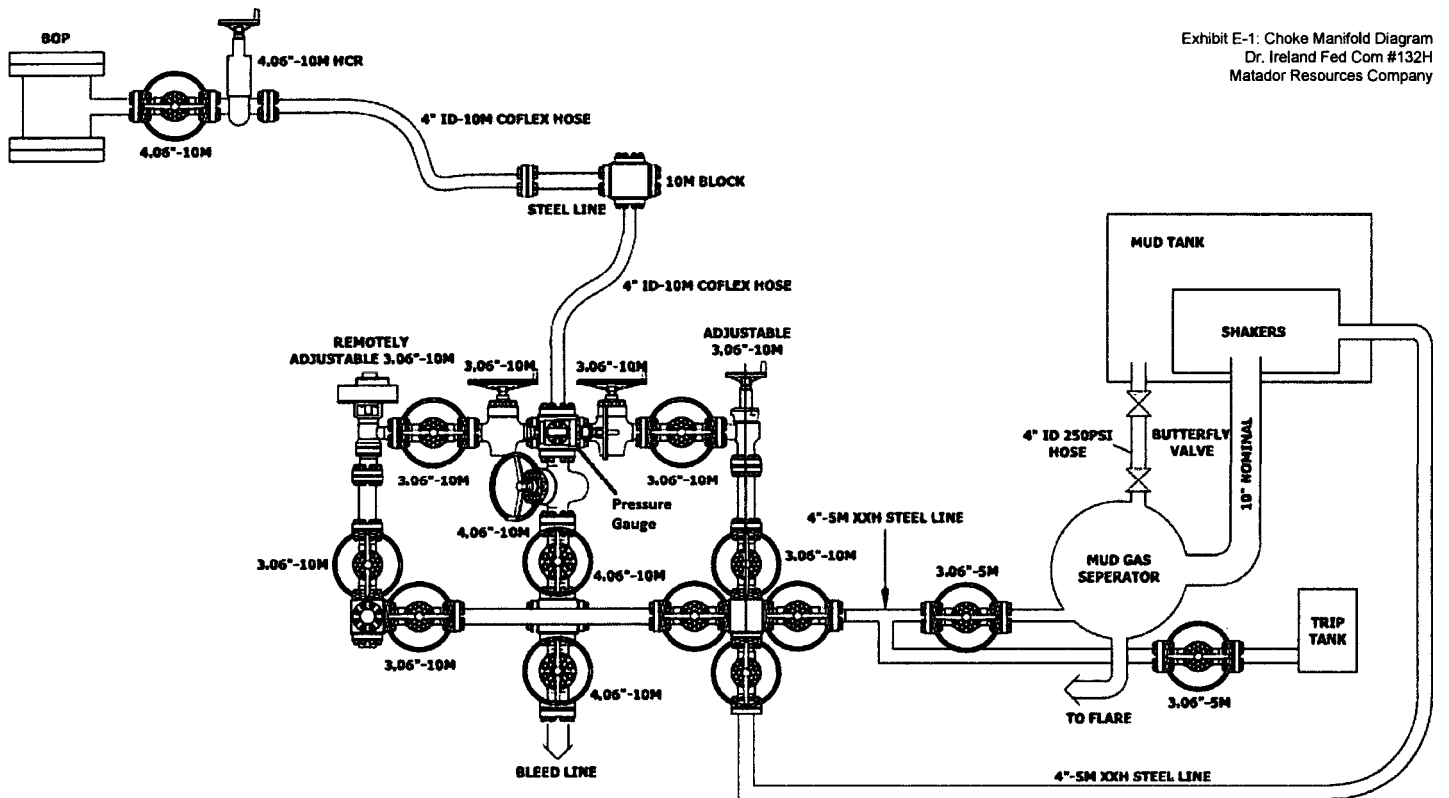 Exhibit E-1: Choke Manifold Diagram
Dr. Ireland Fed Com #132H
Matador Resources Company
BOP
4.06"-10M HCR
4.06"-10M
4" ID-10M COFLEX HOSE
STEEL LINE
10M BLOCK
4" ID-10M COFLEX HOSE
MUD TANK
SHAKERS
REMOTELY
ADJUSTABLE 3.06"-10M
3.06"-10M
3.06"-10M
ADJUSTABLE
3.06"-10M
4" ID 250PSI
HOSE
BUTTERFLY
VALVE
10" NOMINAL
3.06"-10M
3.06"-10M
Pressure
Gauge
4.06"-10M
4"-5M XXH STEEL LINE
3.06"-10M
4.06"-10M
3.06"-10M
3.06"-5M
MUD GAS
SEPERATOR
TRIP
TANK
3.06"-10M
4.06"-10M
3.06"-5M
TO FLARE
BLEED LINE
4"-5M XXH STEEL LINE